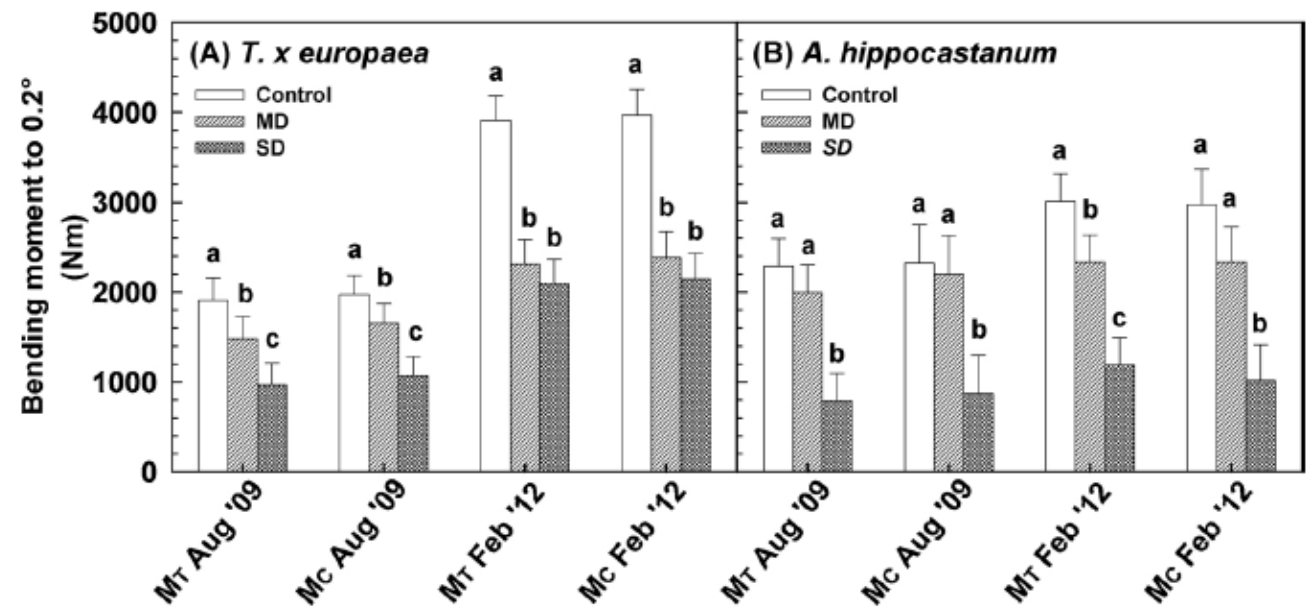 Bending moment to 0.2°
(Nm)
5000
4000
3000
2000
1000
0
(A) T. x europaea
Control
MD
SD
a
b
c
a
b
c
a
b
b
a
b
b
(B) A. hippocastanum
Control
MD
SD
a
a
b
a
a
b
a
b
c
a
a
b
MT Aug '09
MC Aug '09
MT Feb '12
MC Feb '12
MT Aug '09
MC Aug '09
MT Feb '12
MC Feb '12